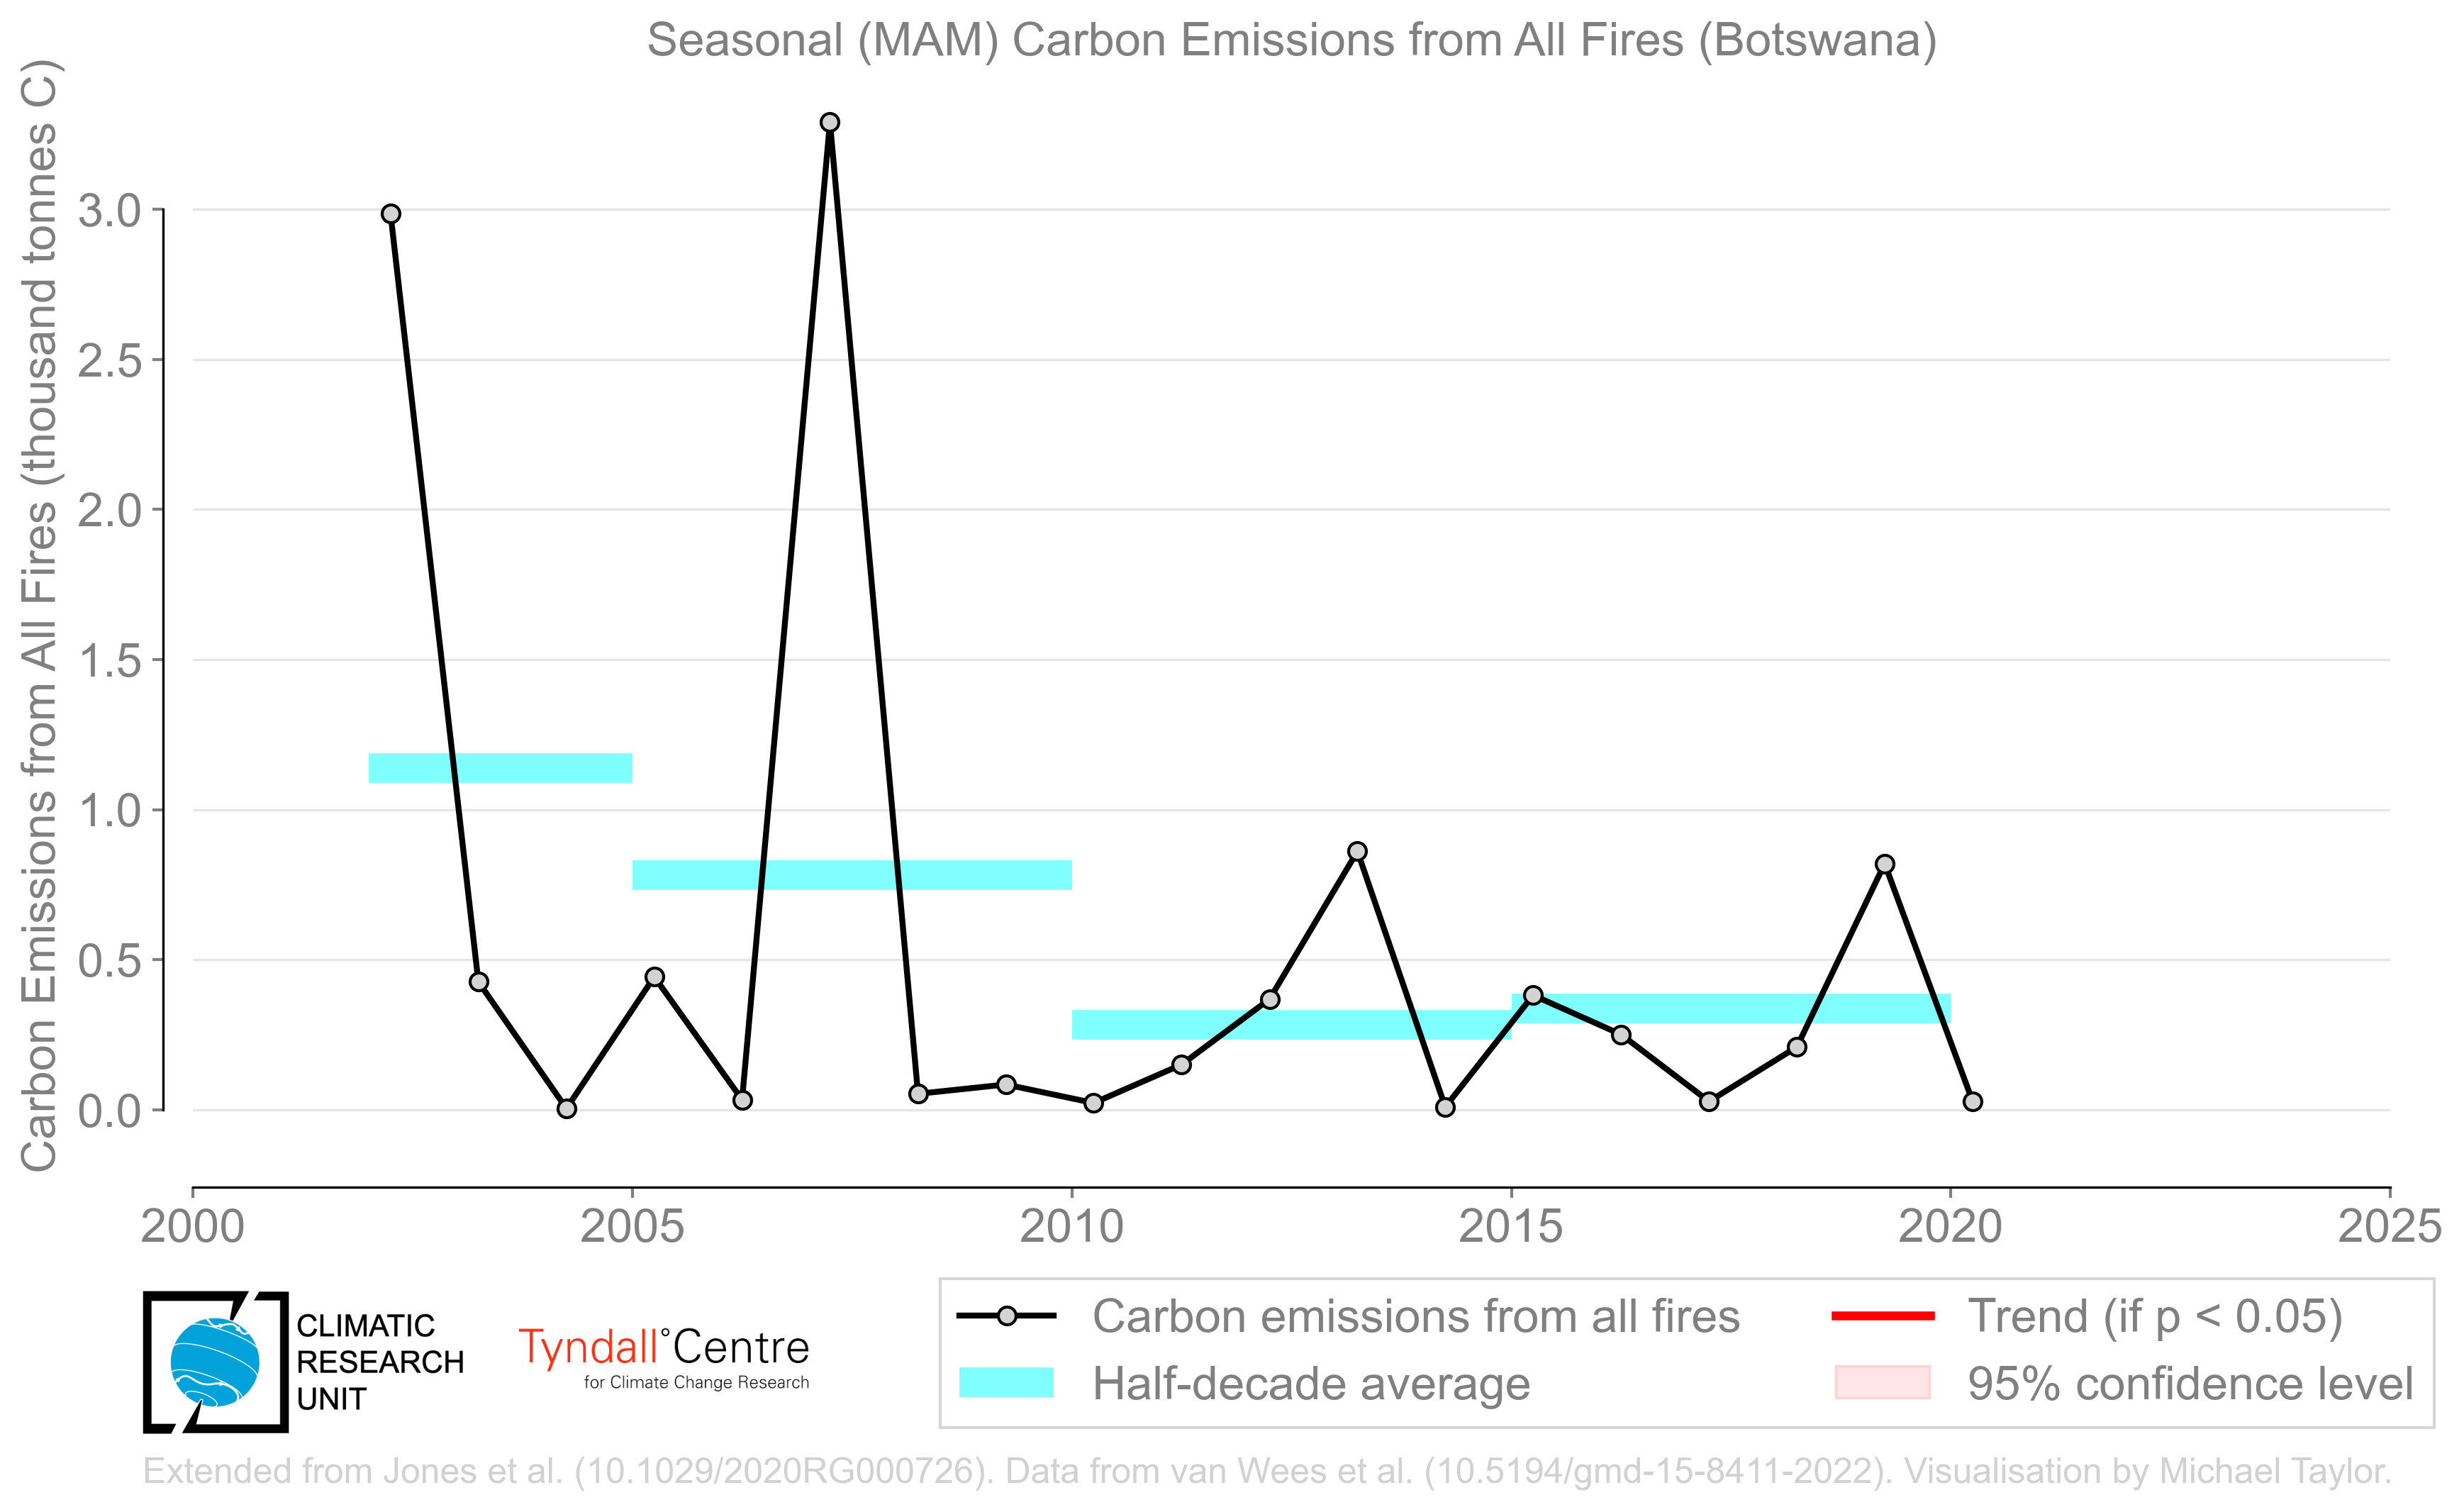 Seasonal (MAM) Carbon Emissions from All Fires (Botswana)
Carbon Emissions from All Fires (thousand tonnes C)
3.0
2.5
2.0
1.5
1.0
0.5
0.0
2000 2005 2010 2015 2020 2025
CLIMATIC
RESEARCH
UNIT
Tyndall°Centre
for Climate Change Research
Carbon emissions from all fires
Half-decade average
Trend (if p < 0.05)
95% confidence level
Extended from Jones et al. (10.1029/2020RG000726). Data from van Wees et al. (10.5194/gmd-15-8411-2022). Visualisation by Michael Taylor.